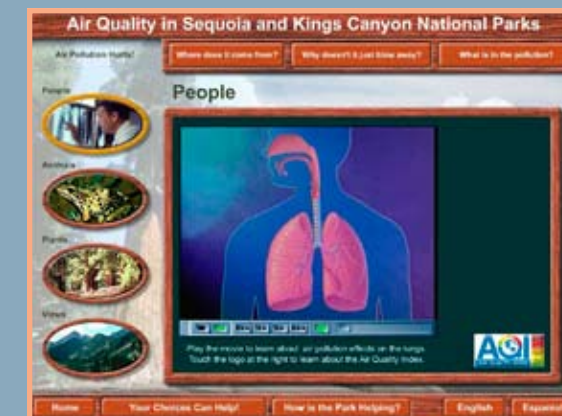 Air Quality in Sequoia and Kings Canyon National Parks
Air Pollution Hurts!
Where does it come from?
Why doesn't it just blow away?
What is in the pollution?
People
People
Animals
Plants
Views
Play the movie to learn about air pollution effects on the lungs.
Touch the logo at the right to learn about the Air Quality Index.
AQI
Home
Your Choices Can Help!
How is the Park Helping?
English
Espanol